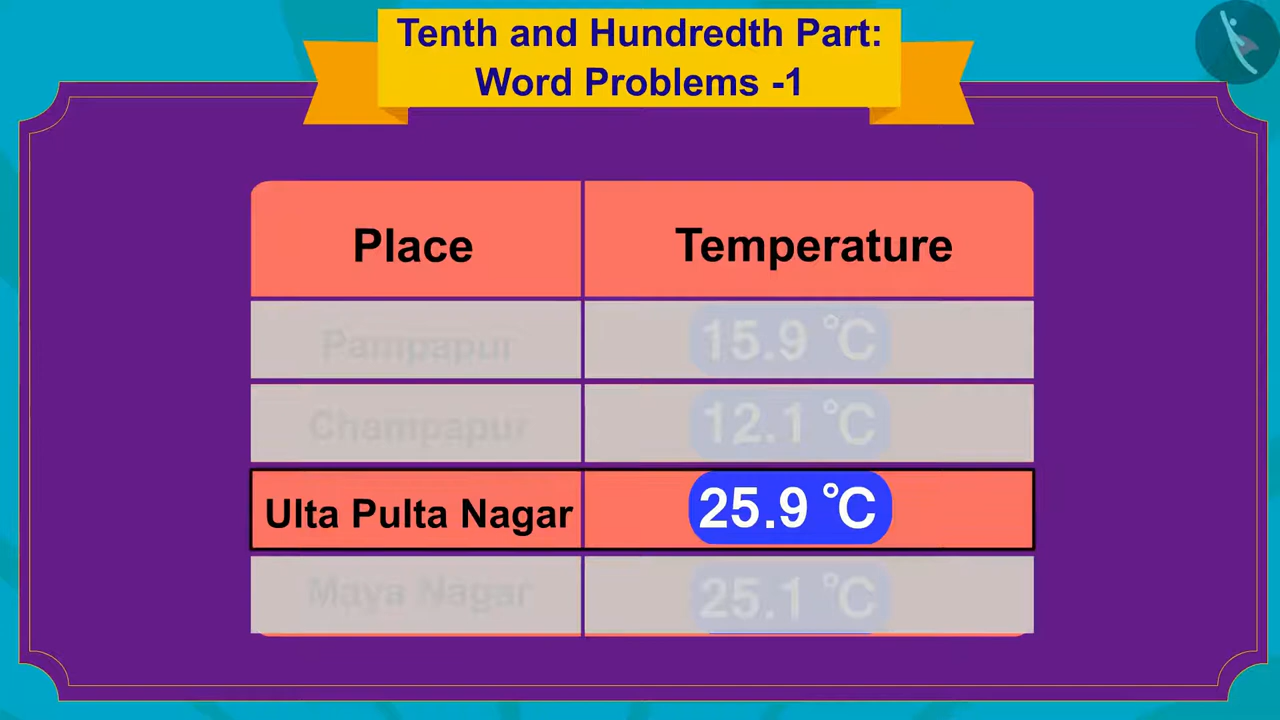 Tenth and Hundredth Part:
Word Problems -1
Place Temperature
Pampapur 15.9 °C
Champapur 12.1 °C
Ulta Pulta Nagar 25.9 °C
Maya Nagar 25.1 °C